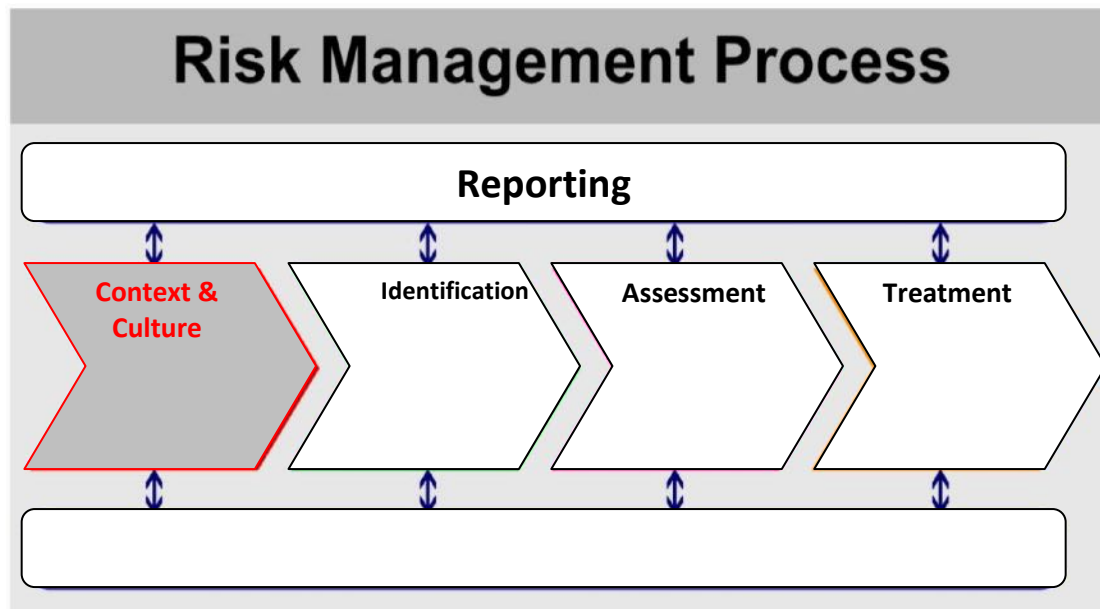 Risk Management Process
Reporting
Context &
Culture
Identification
Assessment
Treatment